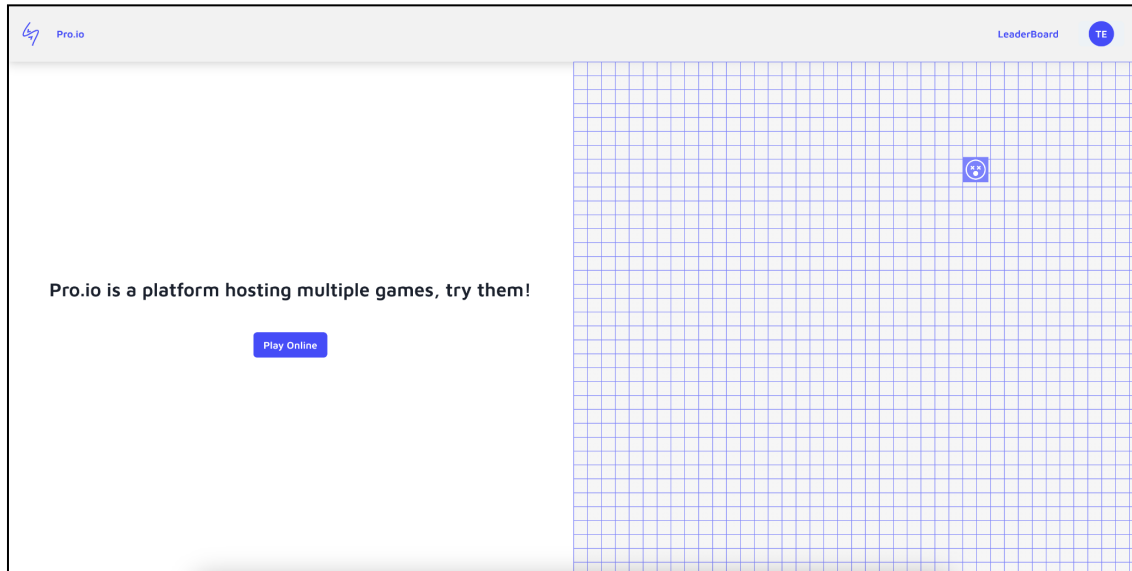 Pro.io
LeaderBoard
TE
Pro.io is a platform hosting multiple games, try them!
Play Online